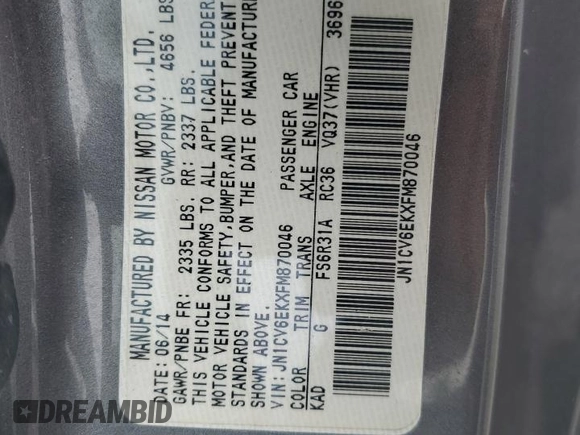 MANUFACTURED BY NISSAN MOTOR CO.,LTD.
DATE: 06/14 GVWR/PNBV: 4656 LBS
GAWR/PNBE FR: 2335 LBS. RR: 2337 LBS.
THIS VEHICLE CONFORMS TO ALL APPLICABLE FEDER
MOTOR VEHICLE SAFETY,BUMPER,AND THEFT PREVENT
STANDARDS IN EFFECT ON THE DATE OF MANUFACTURE
SHOWN ABOVE.
VIN:JN1CV6EKXFM870046 PASSENGER CAR
COLOR TRIM TRANS AXLE ENGINE
KAD G FS6R31A RC36 VQ37(VHR) 3696
JN1CV6EKXFM870046
DREAMBID